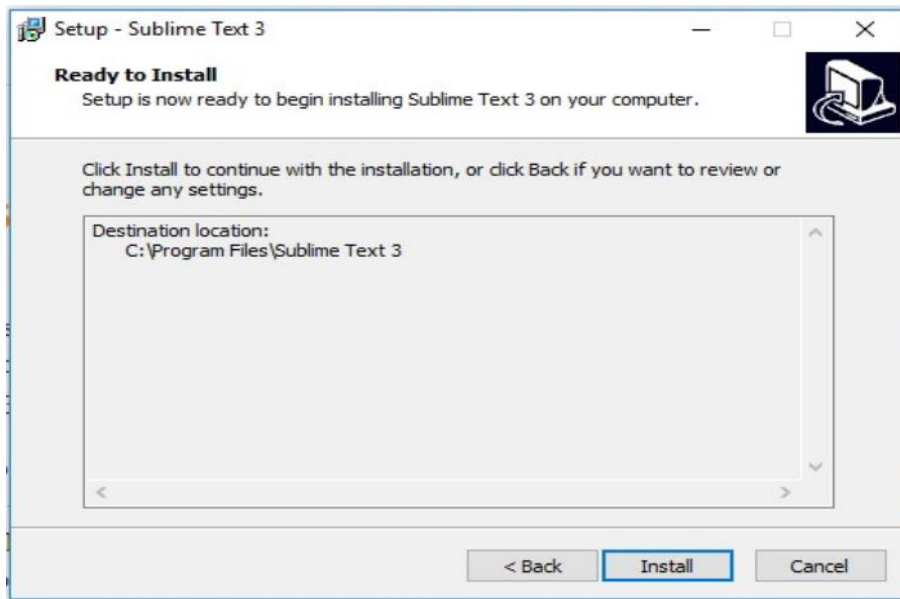 Setup - Sublime Text 3
Ready to Install
Setup is now ready to begin installing Sublime Text 3 on your computer.
Click Install to continue with the installation, or click Back if you want to review or
change any settings.
Destination location:
C:\Program Files\Sublime Text 3
< Back
Install
Cancel